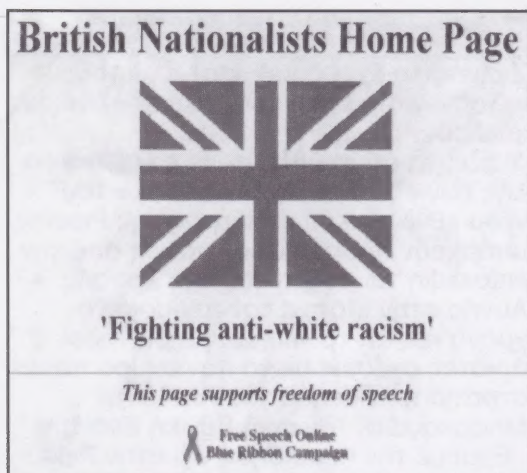 British Nationalists Home Page
'Fighting anti-white racism'
This page supports freedom of speech
Free Speech Online
Blue Ribbon Campaign